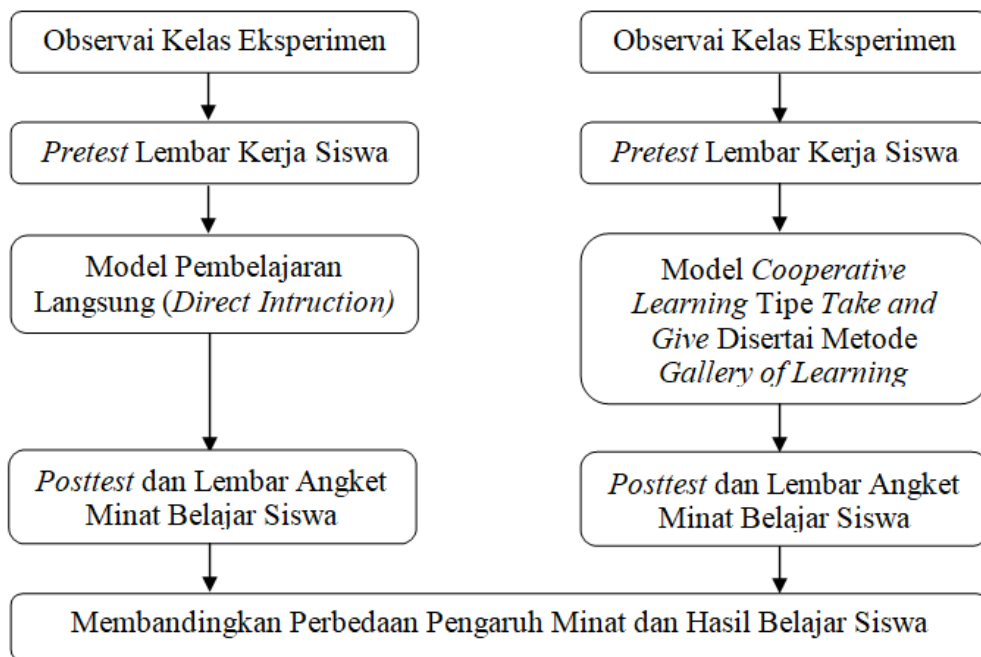 Observai Kelas Eksperimen
Pretest Lembar Kerja Siswa
Model Pembelajaran
Langsung (Direct Intruction)
Posttest dan Lembar Angket
Minat Belajar Siswa
Observai Kelas Eksperimen
Pretest Lembar Kerja Siswa
Model Cooperative
Learning Tipe Take and
Give Disertai Metode
Gallery of Learning
Posttest dan Lembar Angket
Minat Belajar Siswa
Membandingkan Perbedaan Pengaruh Minat dan Hasil Belajar Siswa